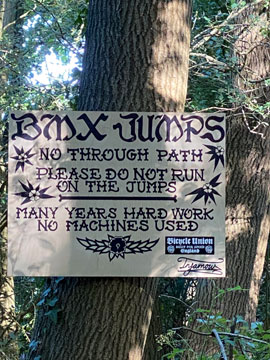 BMX JUMPS
NO THROUGH PATH
PLEASE DO NOT RUN
ON THE JUMPS
MANY YEARS HARD WORK
NO MACHINES USED
Bicycle Union
England